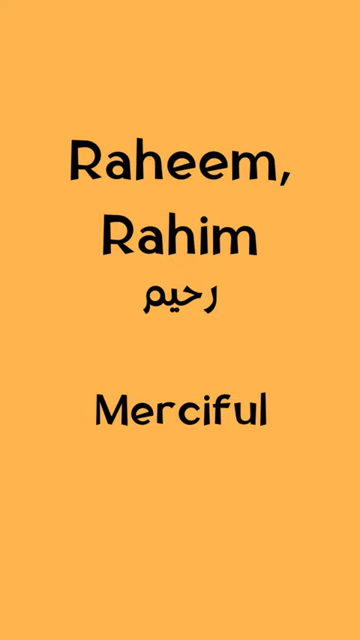 Raheem,
Rahim
رحيم
Merciful